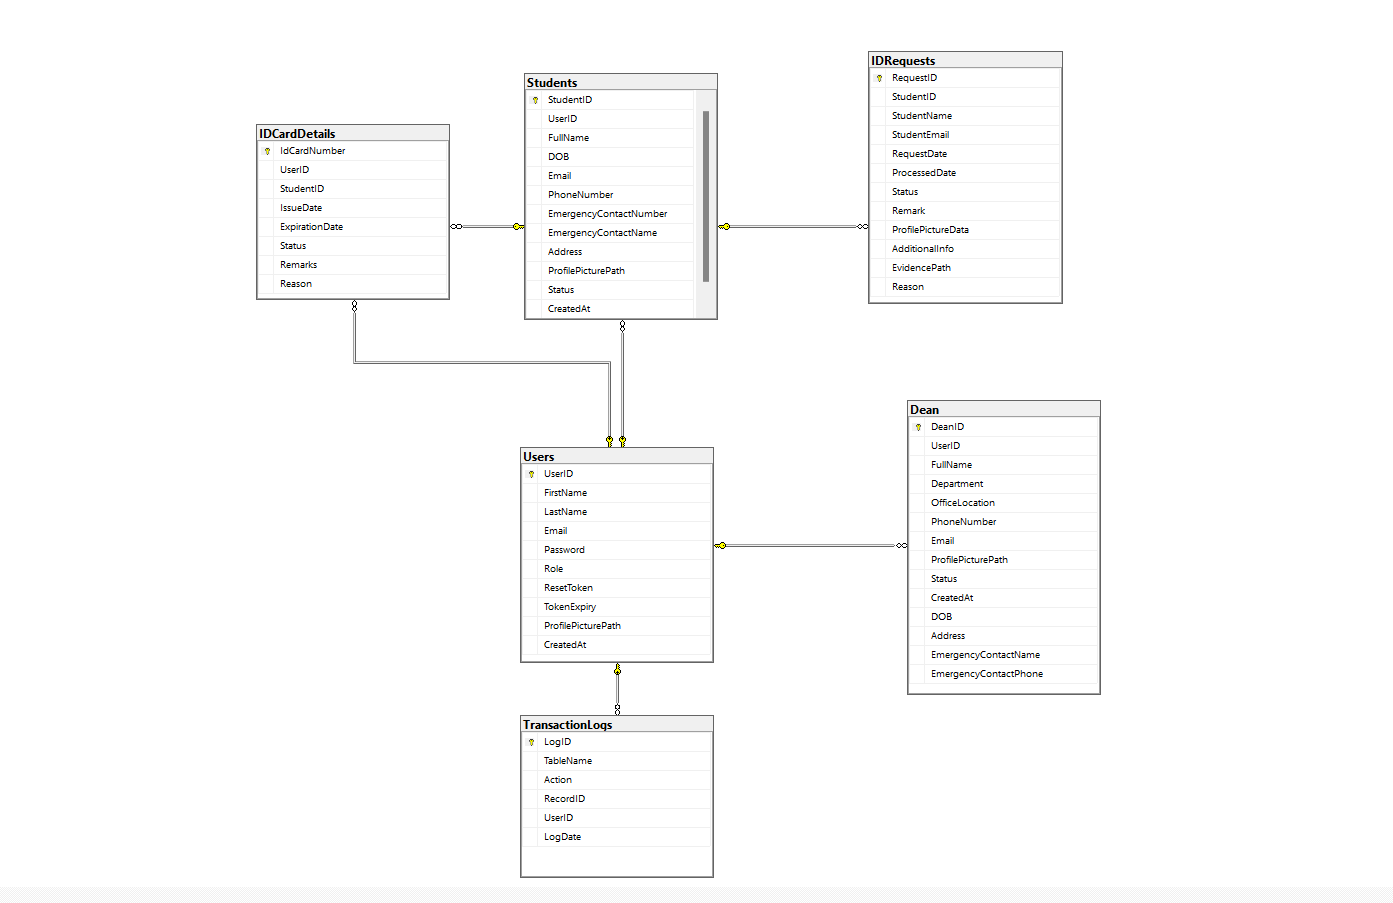 IDCardDetails
IdCardNumber
UserID
StudentID
IssueDate
ExpirationDate
Status
Remarks
Reason
Students
StudentID
UserID
FullName
DOB
Email
PhoneNumber
EmergencyContactNumber
EmergencyContactName
Address
ProfilePicturePath
Status
CreatedAt
IDRequests
RequestID
StudentID
StudentName
StudentEmail
RequestDate
ProcessedDate
Status
Remark
ProfilePictureData
AdditionalInfo
EvidencePath
Reason
Users
UserID
FirstName
LastName
Email
Password
Role
ResetToken
TokenExpiry
ProfilePicturePath
CreatedAt
Dean
DeanID
UserID
FullName
Department
OfficeLocation
PhoneNumber
Email
ProfilePicturePath
Status
CreatedAt
DOB
Address
EmergencyContactName
EmergencyContactPhone
TransactionLogs
LogID
TableName
Action
RecordID
UserID
LogDate